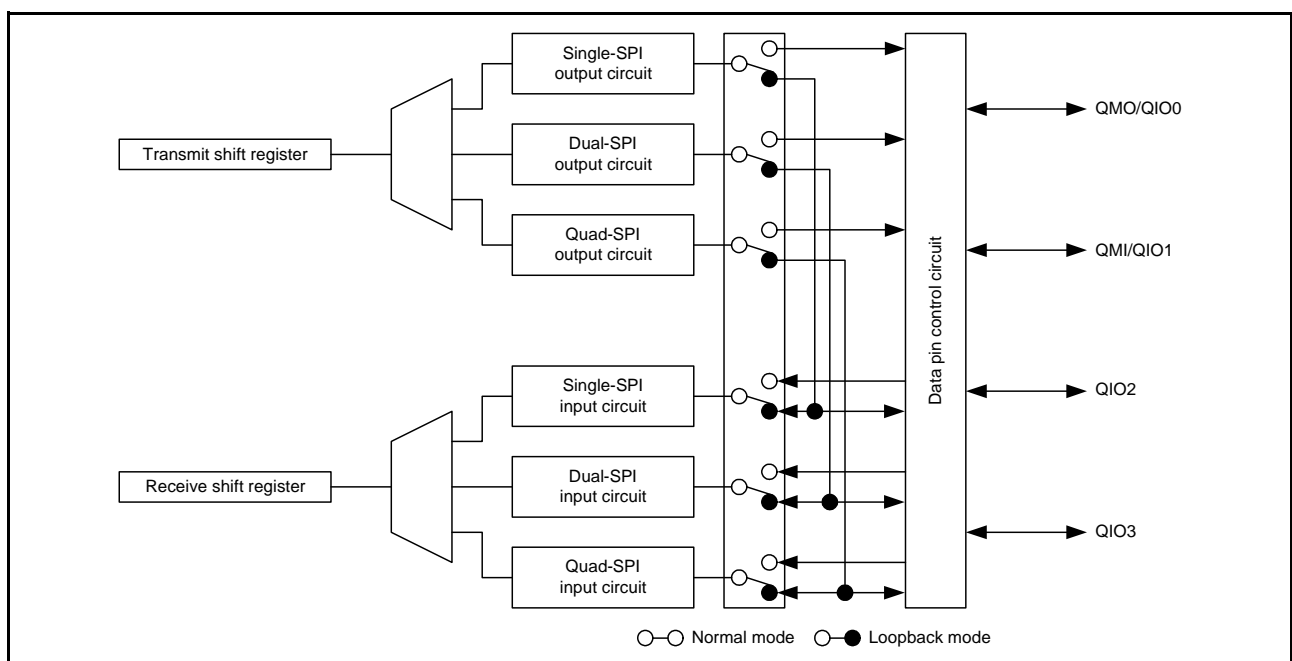 Single-SPI
output circuit
QMO/QIO0
Transmit shift register
Dual-SPI
output circuit
Quad-SPI
output circuit
QMI/QIO1
Data pin control circuit
Single-SPI
input circuit
QIO2
Receive shift register
Dual-SPI
input circuit
QIO3
Quad-SPI
input circuit
Normal mode
Loopback mode